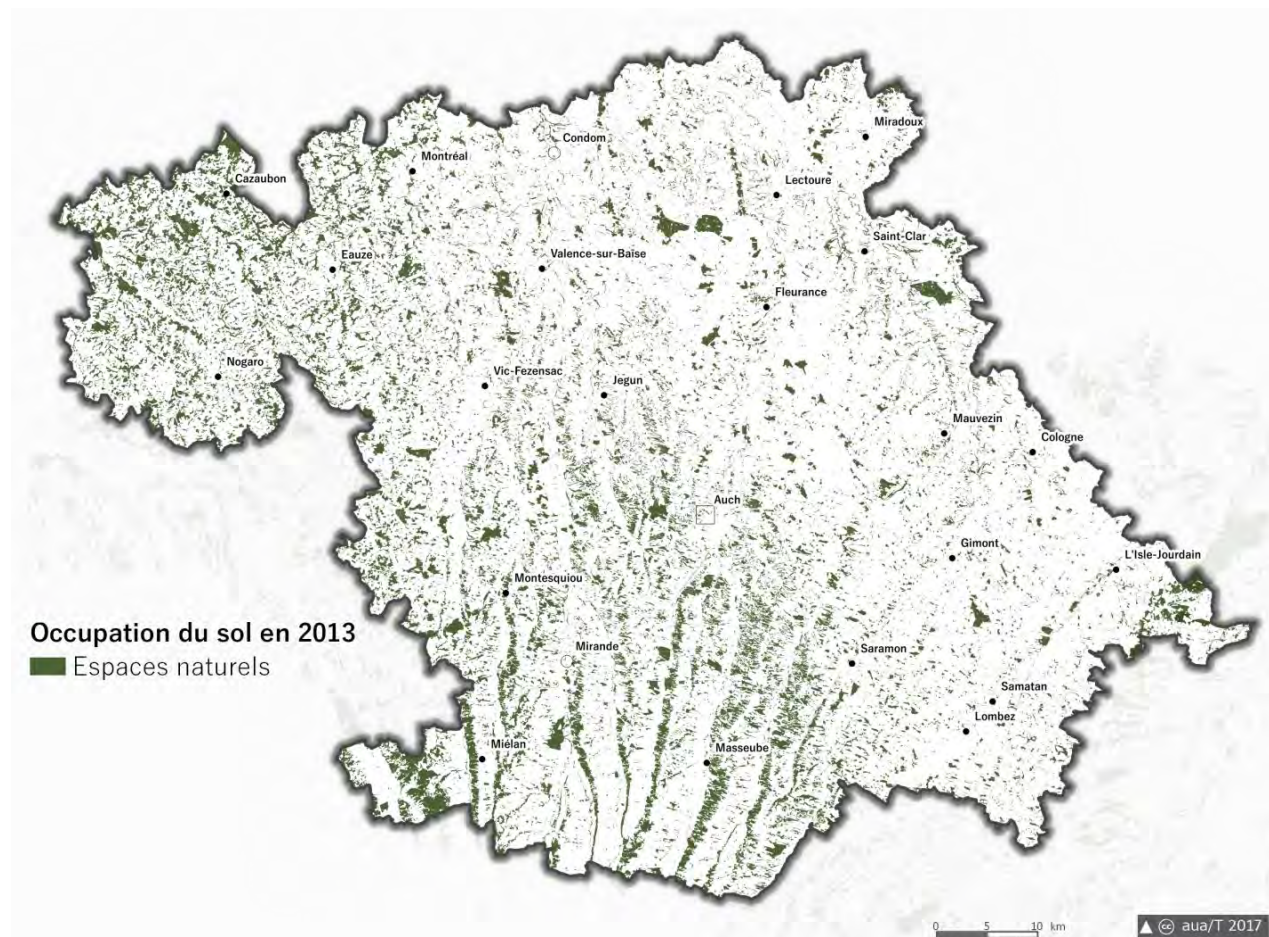 Condom
Miradoux
Montréal
Cazaubon
Lectoure
Saint-Clar
Eauze
Valence-sur-Baïse
Fleurance
Nogaro
Vic-Fezensac
Jegun
Mauvezin
Cologne
Auch
Gimont
L'Isle-Jourdain
Montesquiou
Occupation du sol en 2013
Espaces naturels
Mirande
Saramon
Samatan
Lombez
Miélan
Masseube
0 5 10 km
cc aua/T 2017